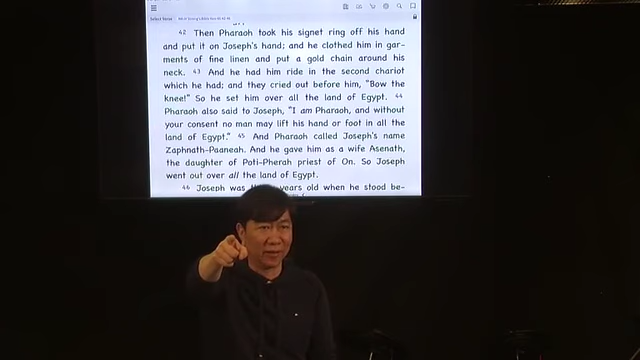 Select Verse
42 Then Pharaoh took his signet ring off his hand
and put it on Joseph's hand; and he clothed him in gar-
ments of fine linen and put a gold chain around his
neck. 43 And he had him ride in the second chariot
which he had; and they cried out before him, "Bow the
knee!" So he set him over all the land of Egypt. 44
Pharaoh also said to Joseph, "I am Pharaoh, and without
your consent no man may lift his hand or foot in all the
land of Egypt." 45 And Pharaoh called Joseph's name
Zaphnath-Paaneah. And he gave him as a wife Asenath,
the daughter of Poti-Pherah priest of On. So Joseph
went out over all the land of Egypt.
46 Joseph was years old when he stood be-